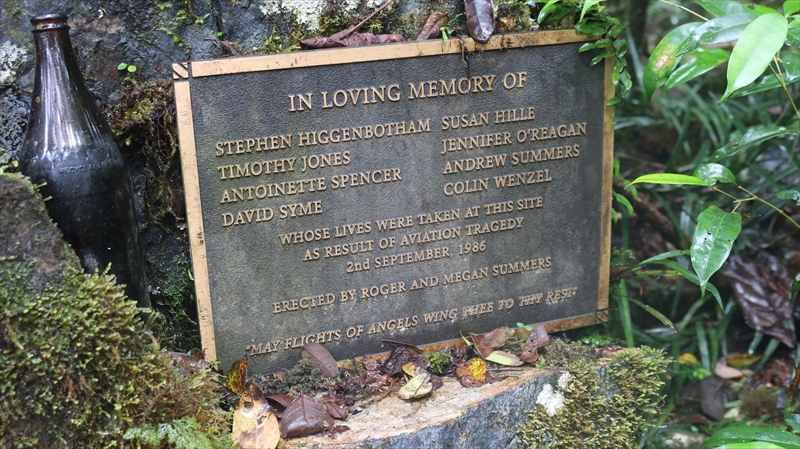 IN LOVING MEMORY OF
STEPHEN HIGGENBOTHAM SUSAN HILLE
TIMOTHY JONES JENNIFER O'REAGAN
ANTOINETTE SPENCER ANDREW SUMMERS
DAVID SYME COLIN WENZEL
WHOSE LIVES WERE TAKEN AT THIS SITE
AS RESULT OF AVIATION TRAGEDY
2nd SEPTEMBER, 1986
ERECTED BY ROGER AND MEGAN SUMMERS
"MAY FLIGHTS OF ANGELS WING THEE TO THY REST"